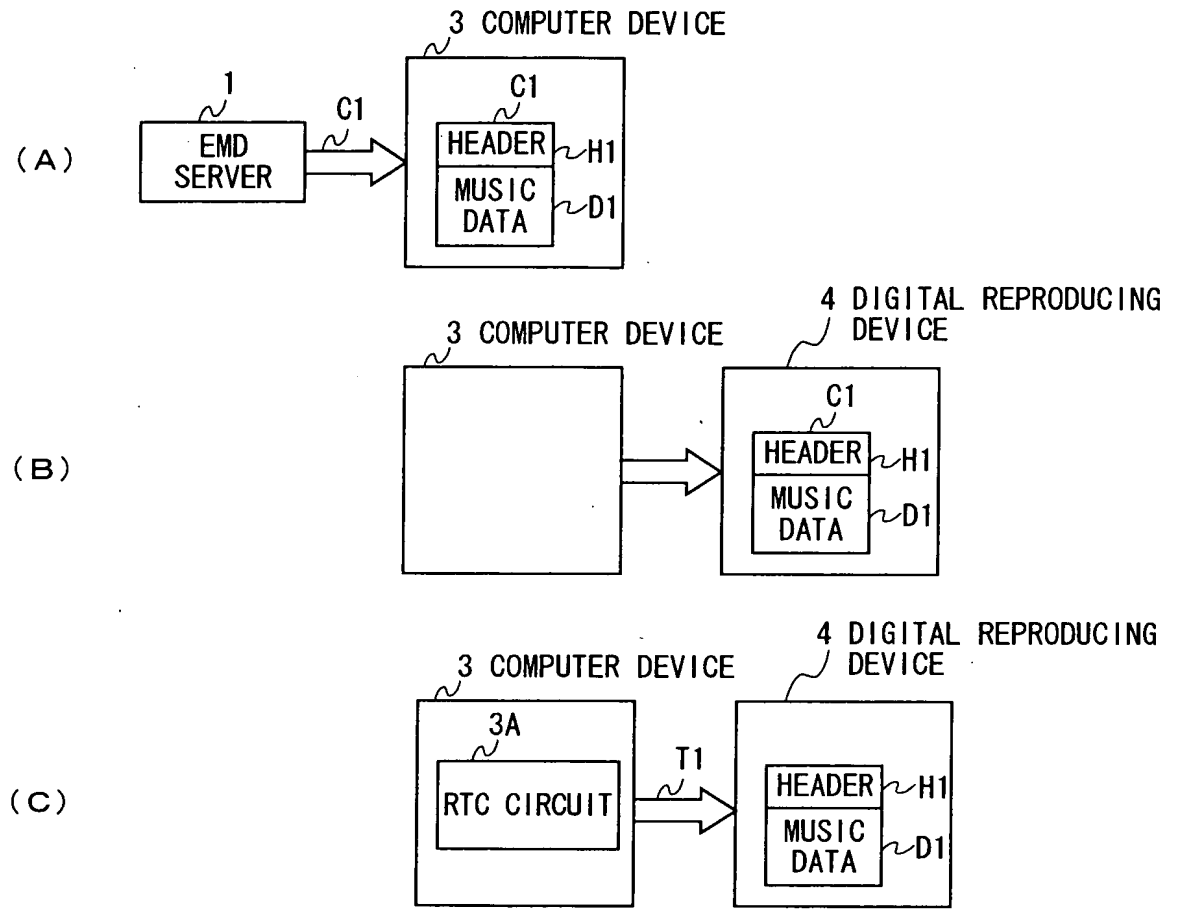 3 COMPUTER DEVICE
1
C1
C1
(A)
EMD
SERVER
HEADER
H1
MUSIC
DATA
D1
4 DIGITAL REPRODUCING
DEVICE
3 COMPUTER DEVICE
C1
(B)
HEADER
H1
MUSIC
DATA
D1
4 DIGITAL REPRODUCING
DEVICE
3 COMPUTER DEVICE
3A
T1
(C)
RTC CIRCUIT
HEADER
H1
MUSIC
DATA
D1